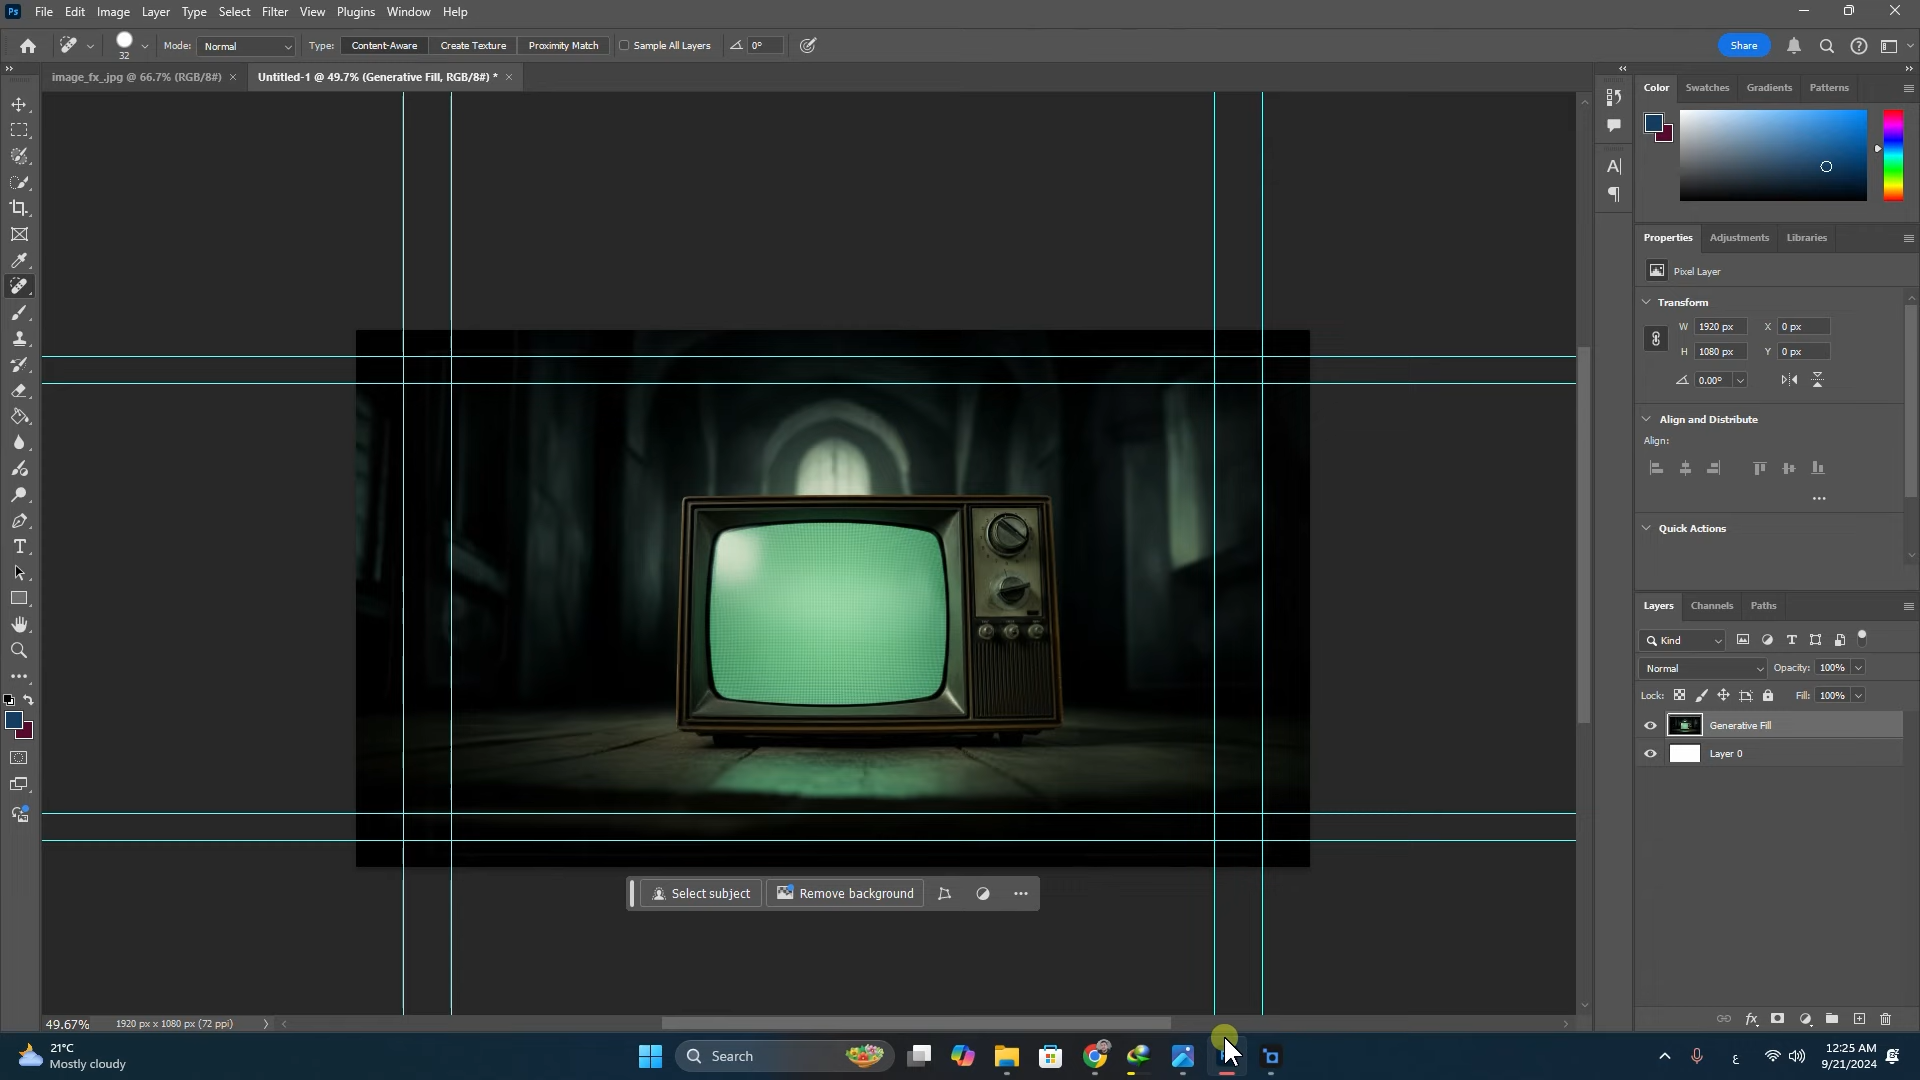 Ps File Edit Image Layer Type Select Filter View Plugins Window Help
32 Mode: Normal Type: Content-Aware Create Texture Proximity Match Sample All Layers 0° Share
image_fx_.jpg @ 66.7% (RGB/8#) × Untitled-1 @ 49.7% (Generative Fill, RGB/8#) * ×
Color Swatches Gradients Patterns
Properties Adjustments Libraries
Pixel Layer
Transform
W 1920 px X 0 px
H 1080 px Y 0 px
0.00°
Align and Distribute
Align:
Quick Actions
Layers Channels Paths
Kind
Normal Opacity: 100%
Lock: Fill: 100%
Generative Fill
Layer 0
Select subject Remove background
49.67% 1920 px x 1080 px (72 ppi)
21°C
Mostly cloudy
Search
ع
12:25 AM
9/21/2024